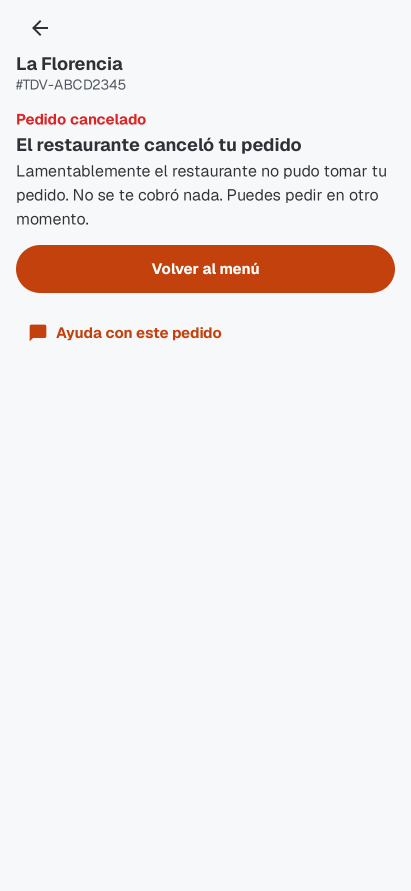 La Florencia
#TDV-ABCD2345
Pedido cancelado
El restaurante canceló tu pedido
Lamentablemente el restaurante no pudo tomar tu
pedido. No se te cobró nada. Puedes pedir en otro
momento.
Volver al menú
Ayuda con este pedido